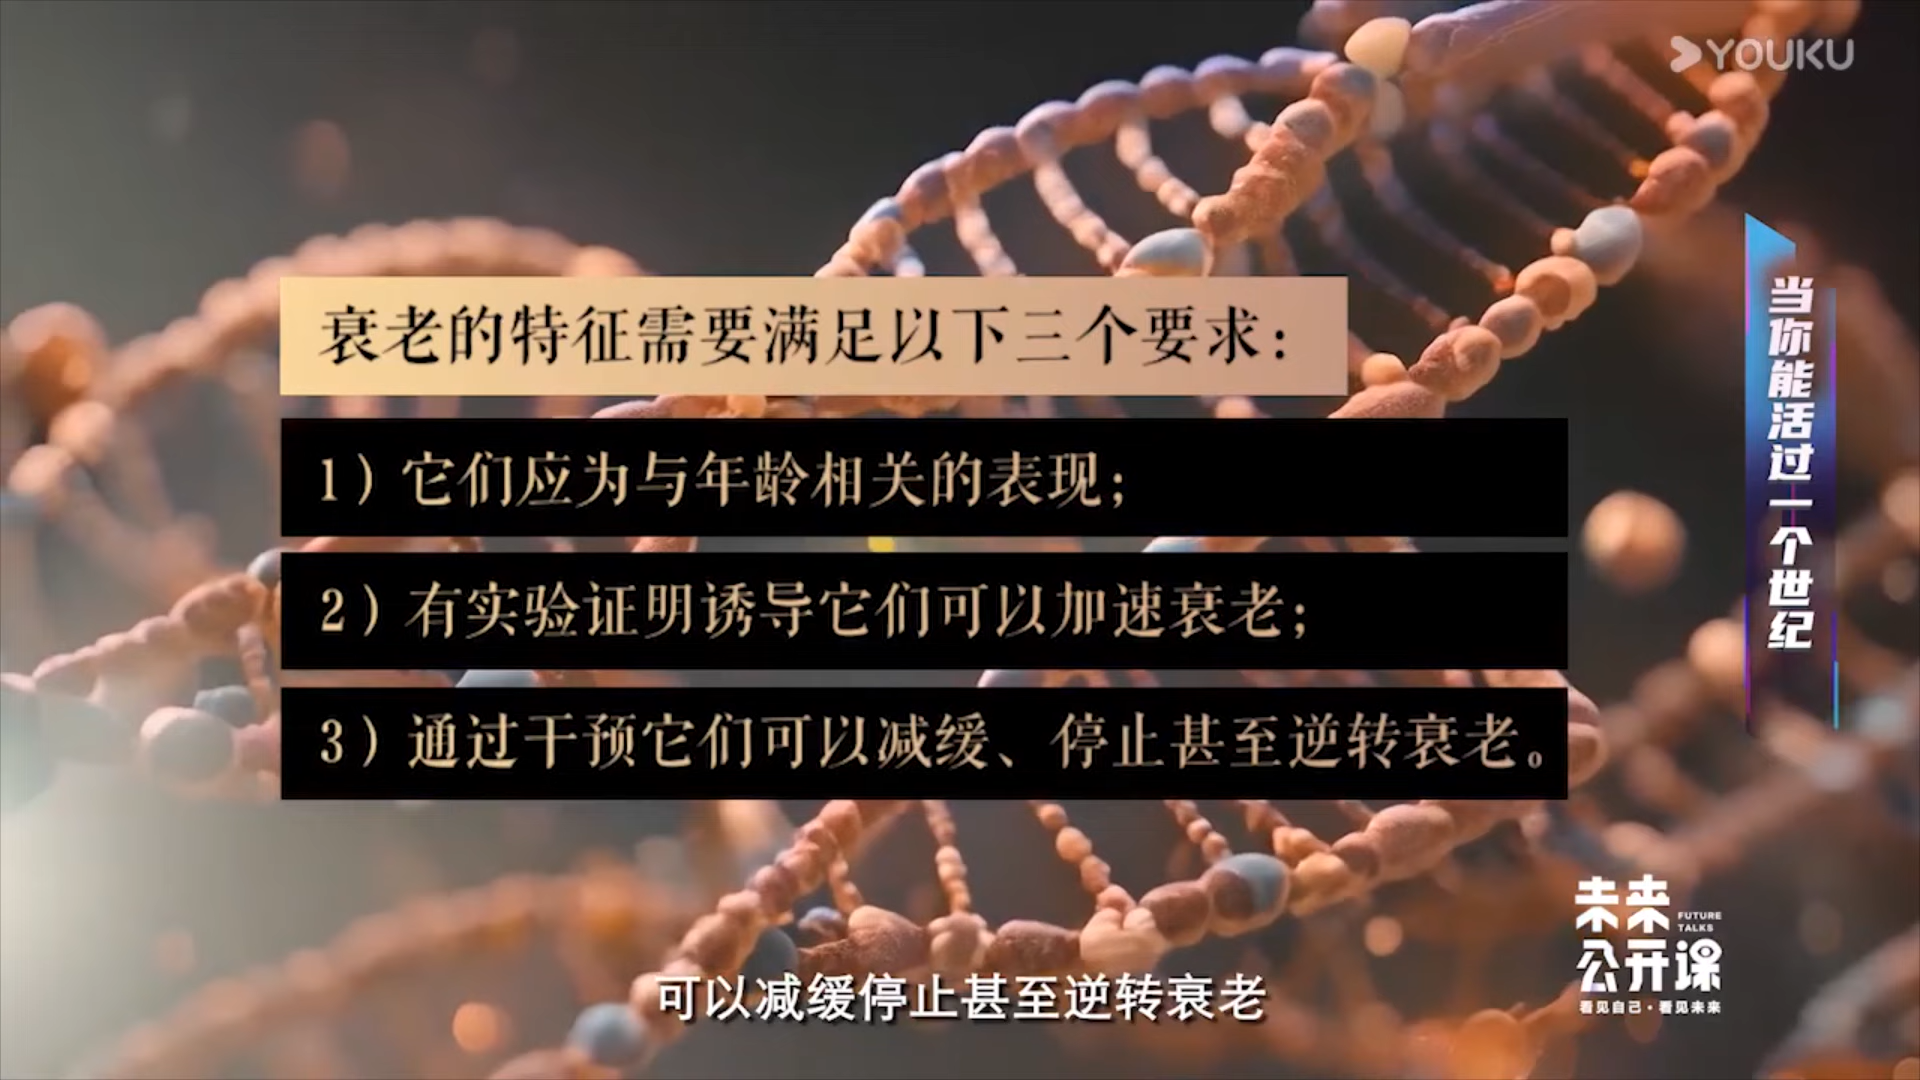 YOUKU
衰老的特征需要满足以下三个要求：
1）它们应为与年龄相关的表现；
2）有实验证明诱导它们可以加速衰老；
3）通过干预它们可以减缓、停止甚至逆转衰老。
当你能活过一个世纪
未来
FUTURE
TALKS
公开课
看见自己·看见未来
可以减缓停止甚至逆转衰老